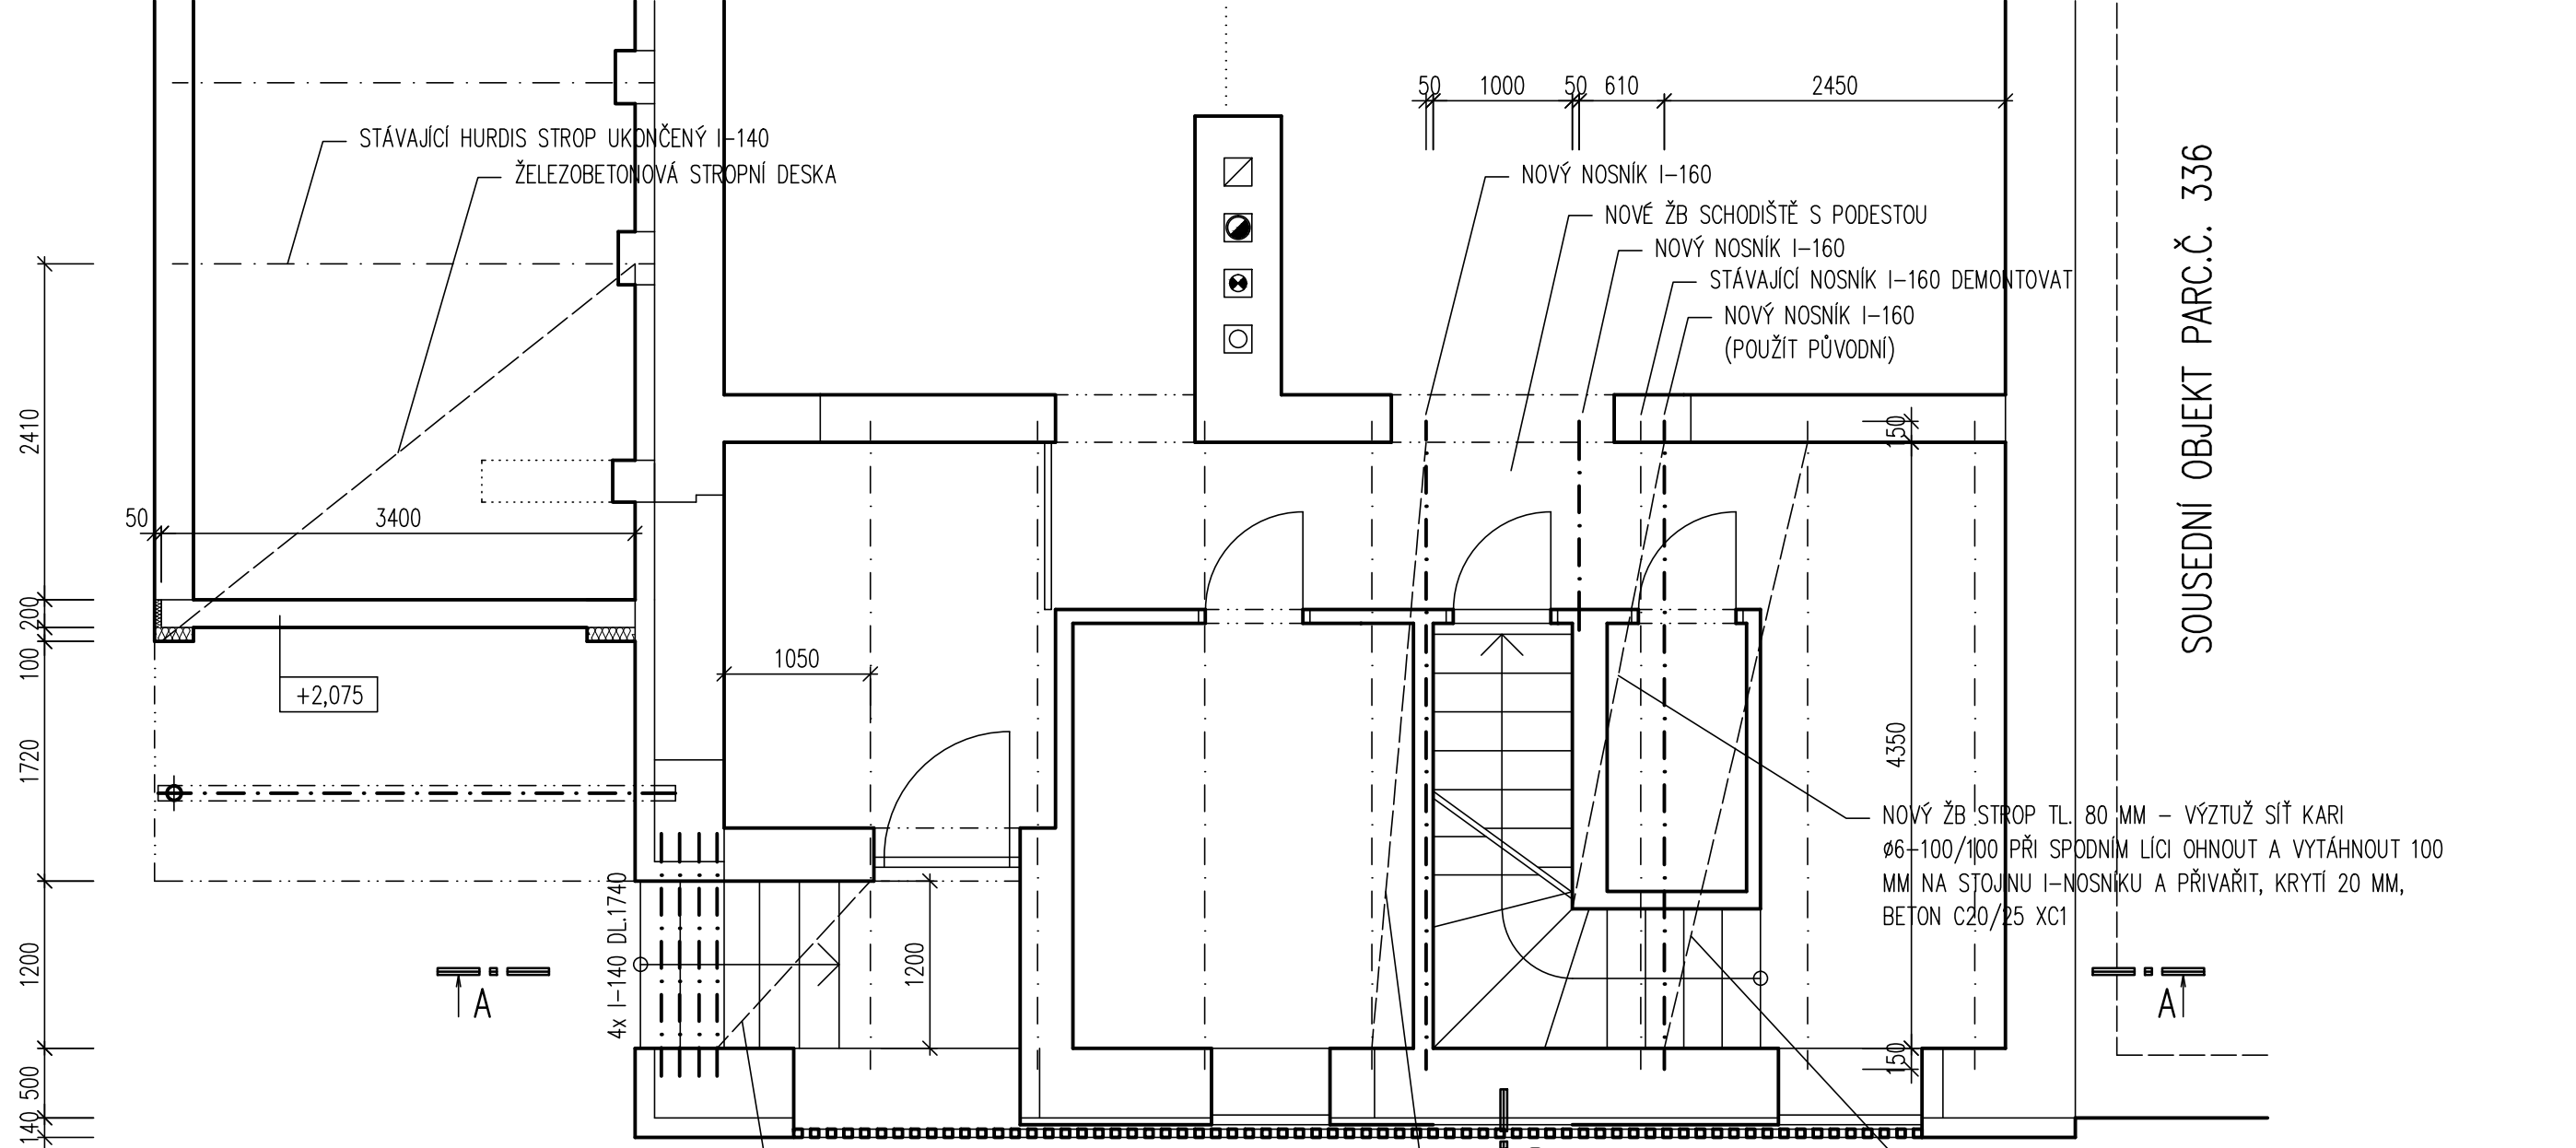 50 1000 50 610 2450
STÁVAJÍCÍ HURDIS STROP UKONČENÝ I-140
ŽELEZOBETONOVÁ STROPNÍ DESKA
NOVÝ NOSNÍK I-160
NOVÉ ŽB SCHODIŠTĚ S PODESTOU
NOVÝ NOSNÍK I-160
STÁVAJÍCÍ NOSNÍK I-160 DEMONTOVAT
NOVÝ NOSNÍK I-160
(POUŽÍT PŮVODNÍ)
SOUSEDNÍ OBJEKT PARC.Č. 336
2410
150
50 3400
200
100
1050
+2,075
1720
4350
NOVÝ ŽB STROP TL. 80 MM – VÝZTUŽ SÍŤ KARI
ø6-100/100 PŘI SPODNÍM LÍCI OHNOUT A VYTÁHNOUT 100
MM NA STOJINU I-NOSNÍKU A PŘIVAŘIT, KRYTÍ 20 MM,
BETON C20/25 XC1
4x I-140 DL.1740
1200
1200
A
A
150
500
140